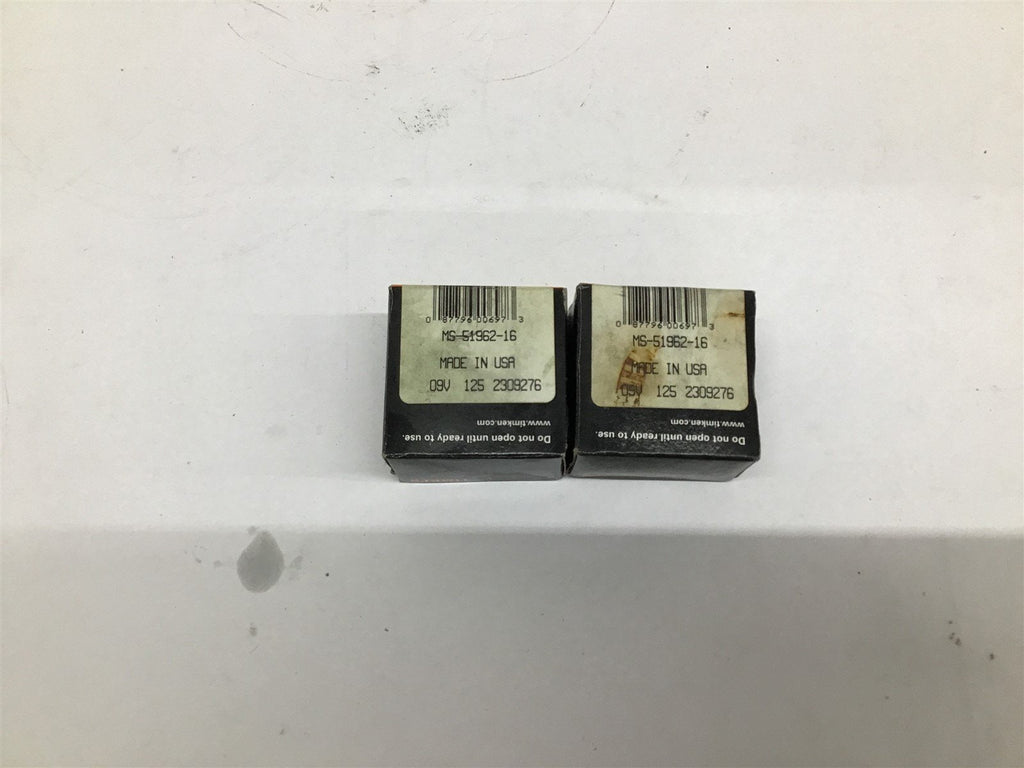 0 87796 00697 3
MS-51962-16
MADE IN USA
09V 125 2309276
Do not open until ready to use.
www.timken.com
0 87796 00697 3
MS-51962-16
MADE IN USA
09V 125 2309276
Do not open until ready to use.
www.timken.com